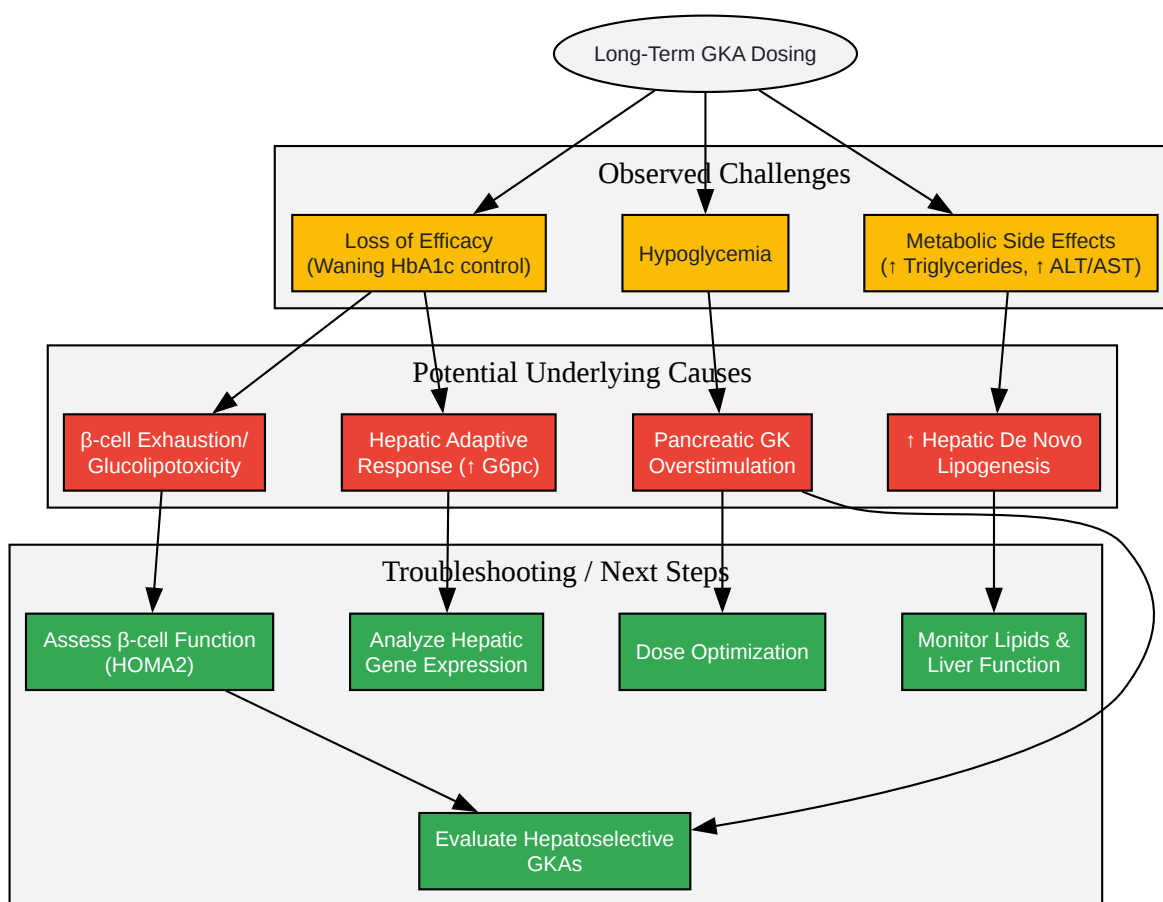 Long-Term GKA Dosing
Observed Challenges
Loss of Efficacy
(Waning HbA1c control)
Hypoglycemia
Metabolic Side Effects
(↑ Triglycerides, ↑ ALT/AST)
Potential Underlying Causes
β-cell Exhaustion/
Glucolipotoxicity
Hepatic Adaptive
Response (↑ G6pc)
Pancreatic GK
Overstimulation
↑ Hepatic De Novo
Lipogenesis
Troubleshooting / Next Steps
Assess β-cell Function
(HOMA2)
Analyze Hepatic
Gene Expression
Dose Optimization
Monitor Lipids &
Liver Function
Evaluate Hepatoselective
GKAs